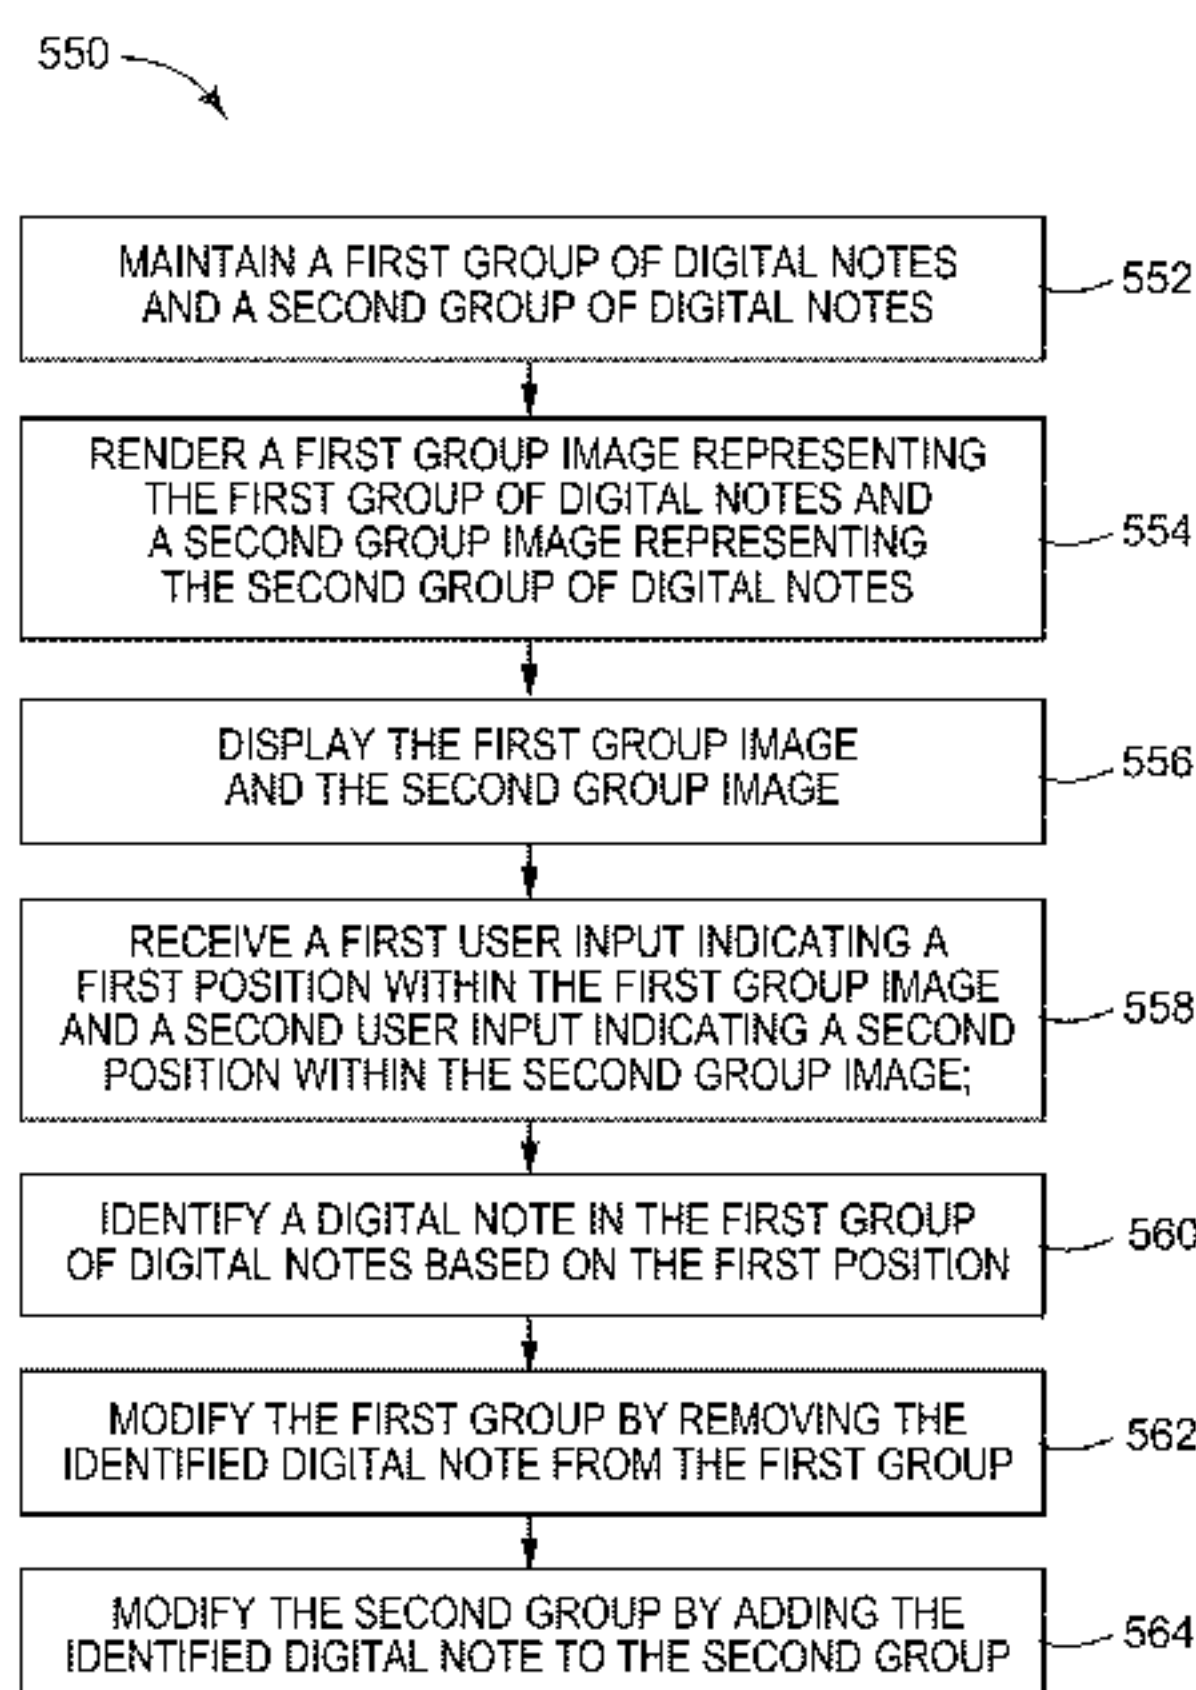 550
MAINTAIN A FIRST GROUP OF DIGITAL NOTES
AND A SECOND GROUP OF DIGITAL NOTES
552
RENDER A FIRST GROUP IMAGE REPRESENTING
THE FIRST GROUP OF DIGITAL NOTES AND
A SECOND GROUP IMAGE REPRESENTING
THE SECOND GROUP OF DIGITAL NOTES
554
DISPLAY THE FIRST GROUP IMAGE
AND THE SECOND GROUP IMAGE
556
RECEIVE A FIRST USER INPUT INDICATING A
FIRST POSITION WITHIN THE FIRST GROUP IMAGE
AND A SECOND USER INPUT INDICATING A SECOND
POSITION WITHIN THE SECOND GROUP IMAGE;
558
IDENTIFY A DIGITAL NOTE IN THE FIRST GROUP
OF DIGITAL NOTES BASED ON THE FIRST POSITION
560
MODIFY THE FIRST GROUP BY REMOVING THE
IDENTIFIED DIGITAL NOTE FROM THE FIRST GROUP
562
MODIFY THE SECOND GROUP BY ADDING THE
IDENTIFIED DIGITAL NOTE TO THE SECOND GROUP
564